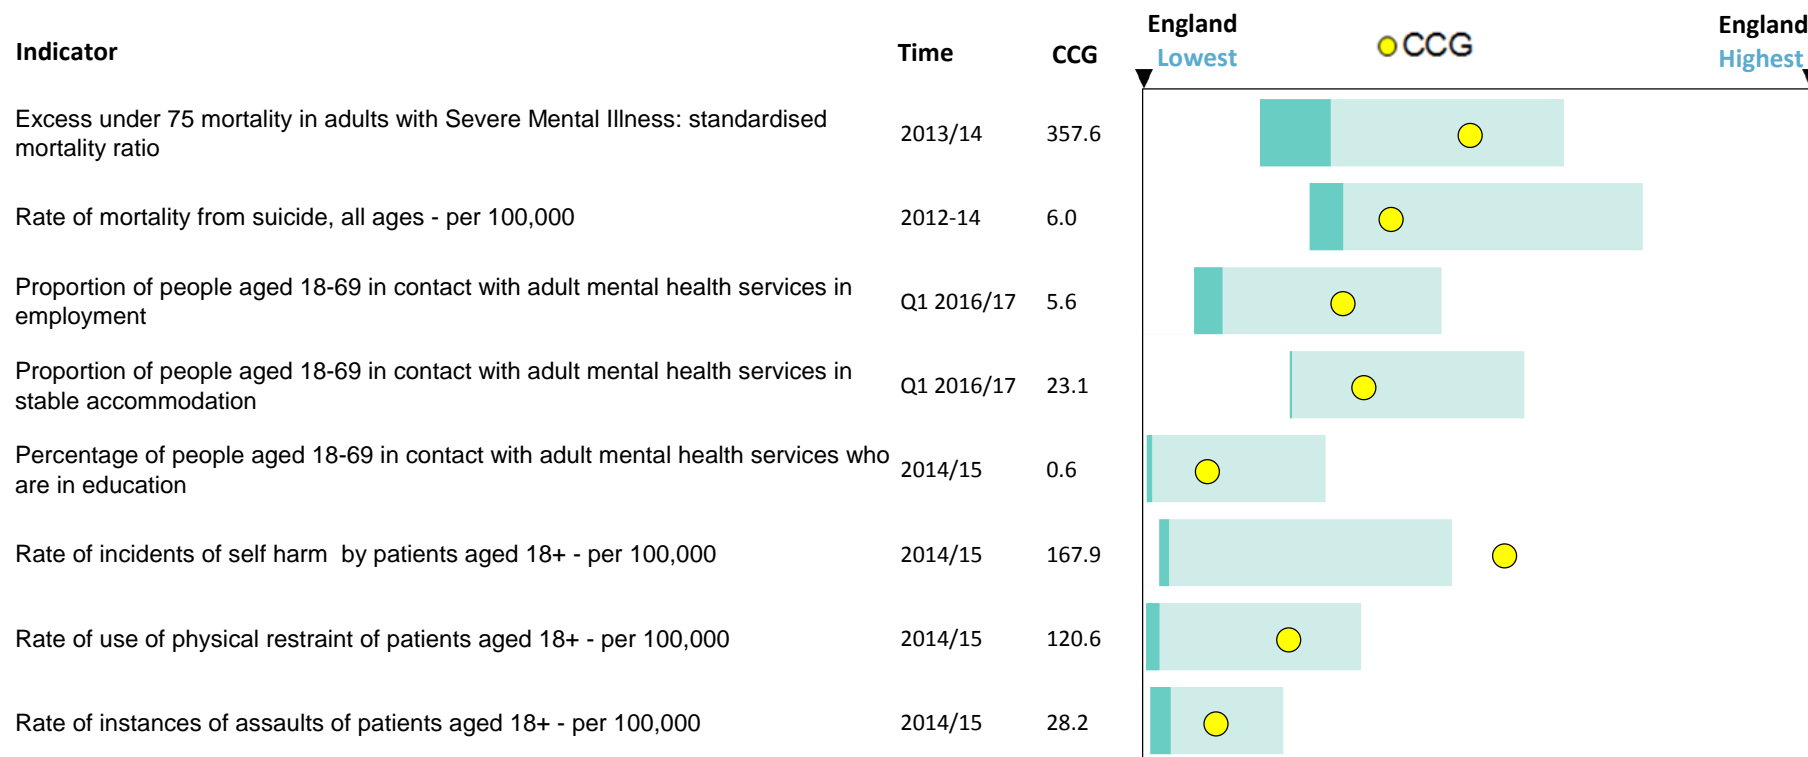 England England
Indicator Time CCG Lowest CCG Highest
Excess under 75 mortality in adults with Severe Mental Illness: standardised
mortality ratio 2013/14 357.6
Rate of mortality from suicide, all ages - per 100,000 2012-14 6.0
Proportion of people aged 18-69 in contact with adult mental health services in
employment Q1 2016/17 5.6
Proportion of people aged 18-69 in contact with adult mental health services in
stable accommodation Q1 2016/17 23.1
Percentage of people aged 18-69 in contact with adult mental health services who
are in education 2014/15 0.6
Rate of incidents of self harm  by patients aged 18+ - per 100,000 2014/15 167.9
Rate of use of physical restraint of patients aged 18+ - per 100,000 2014/15 120.6
Rate of instances of assaults of patients aged 18+ - per 100,000 2014/15 28.2